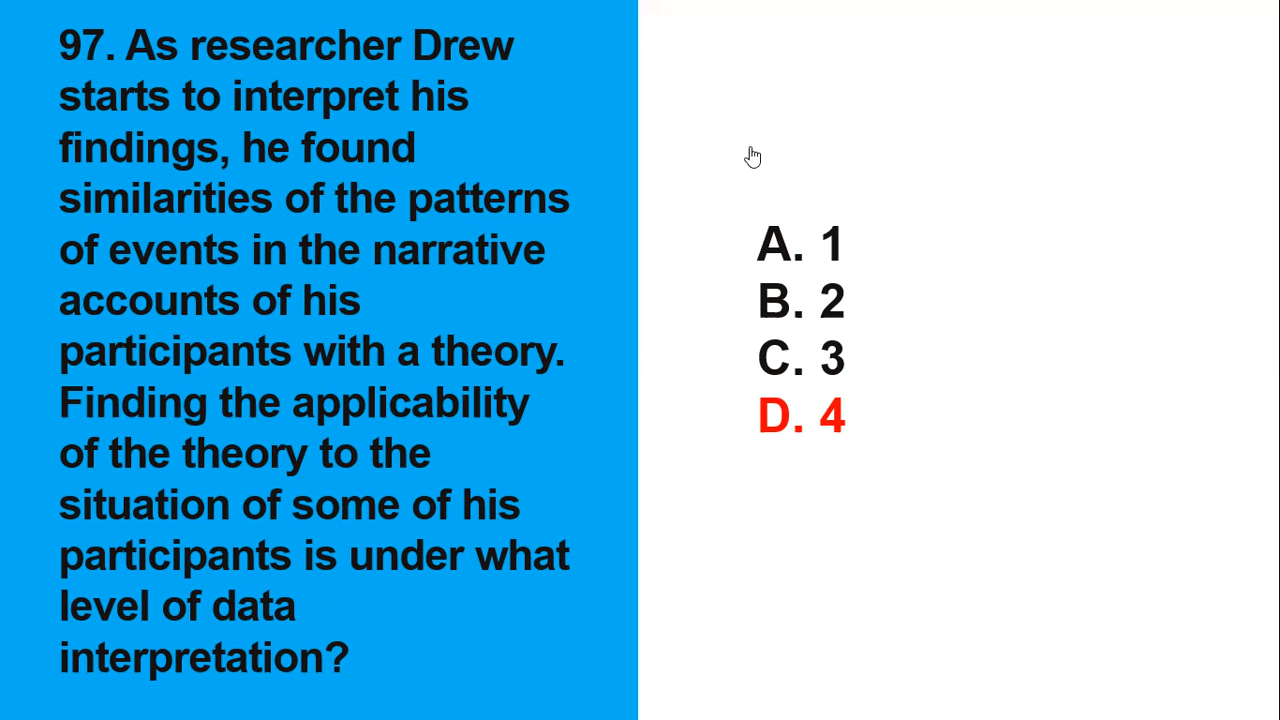 97. As researcher Drew
starts to interpret his
findings, he found
similarities of the patterns
of events in the narrative
accounts of his
participants with a theory.
Finding the applicability
of the theory to the
situation of some of his
participants is under what
level of data
interpretation?
A. 1
B. 2
C. 3
D. 4